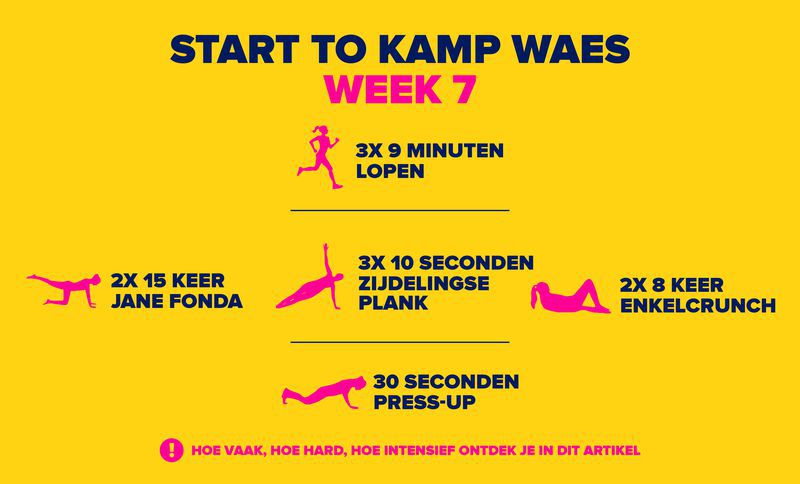 START TO KAMP WAES
WEEK 7
3X 9 MINUTEN
LOPEN
2X 15 KEER
JANE FONDA
3X 10 SECONDEN
ZIJDELINGSE
PLANK
2X 8 KEER
ENKELCRUNCH
30 SECONDEN
PRESS-UP
! HOE VAAK, HOE HARD, HOE INTENSIEF ONTDEK JE IN DIT ARTIKEL